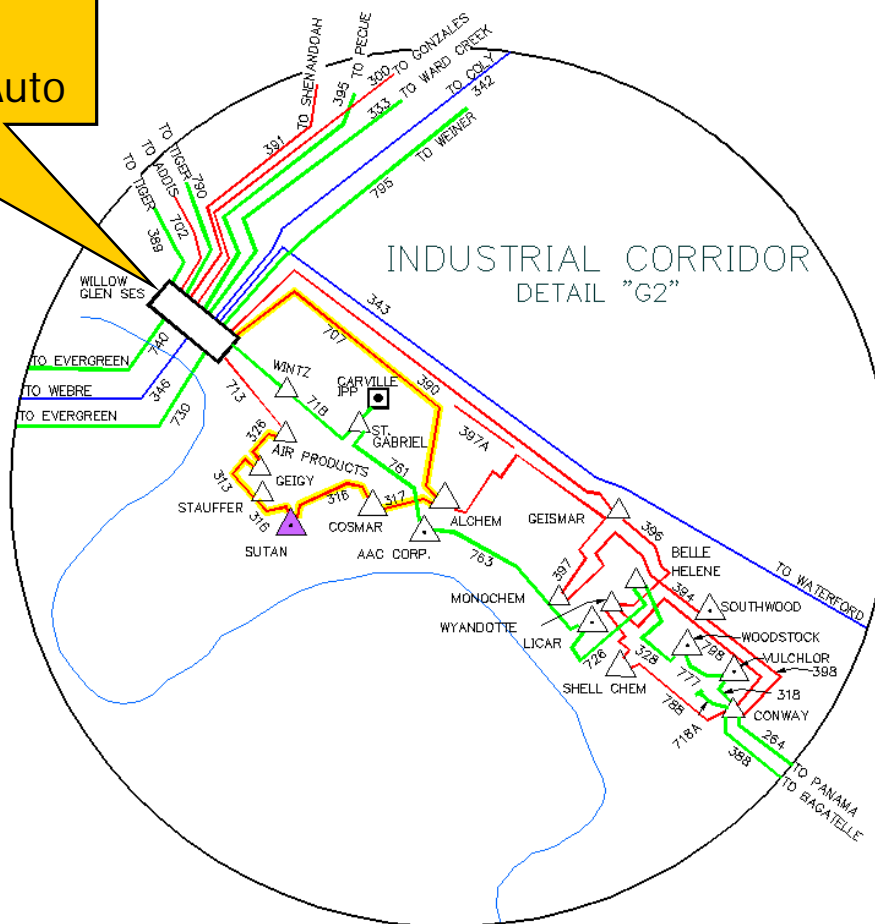 Auto
TO SHENANDOAH
391
395
TO PECUE
300
TO GONZALES
333
TO WARD CREEK
TO COLY
342
795
TO WEINER
TO TIGER
790
TO ADDIS
702
TO TIGER
389
INDUSTRIAL CORRIDOR
DETAIL "G2"
WILLOW
GLEN SES
343
707
740
TO EVERGREEN
346
TO WEBRE
730
TO EVERGREEN
713
WINTZ
CARVILLE
IPP
718
390
397A
ST.
GABRIEL
326
AIR PRODUCTS
761
GEIGY
313
STAUFFER
316
316
317
COSMAR
ALCHEM
GEISMAR
SUTAN
AAC CORP.
396
763
BELLE
HELENE
397
TO WATERFORD
394
MONOCHEM
SOUTHWOOD
WYANDOTTE
WOODSTOCK
LICAR
328
798
VULCHLOR
726
398
SHELL CHEM
777
318
788
718A
CONWAY
264
388
TO PANAMA
TO BAGATELLE